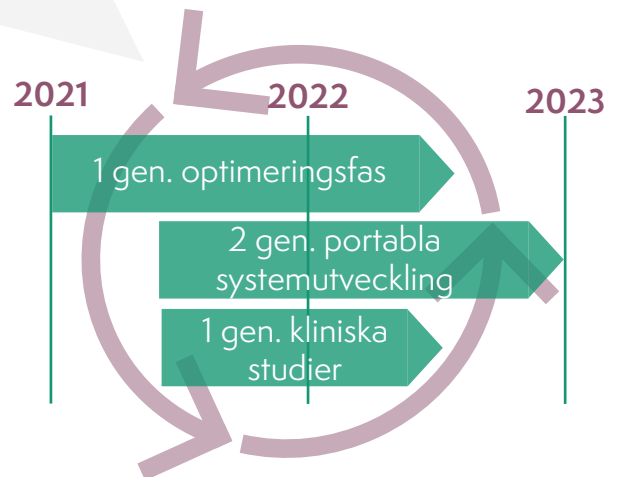 2021
2022
2023
1 gen. optimeringsfas
2 gen. portabla
systemutveckling
1 gen. kliniska
studier